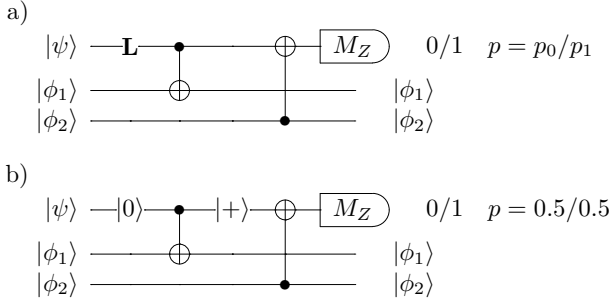 a)
|ψ⟩ L M_Z 0/1 p = p_0/p_1
|ϕ_1⟩ |ϕ_1⟩
|ϕ_2⟩ |ϕ_2⟩
b)
|ψ⟩ |0⟩ |+⟩ M_Z 0/1 p = 0.5/0.5
|ϕ_1⟩ |ϕ_1⟩
|ϕ_2⟩ |ϕ_2⟩